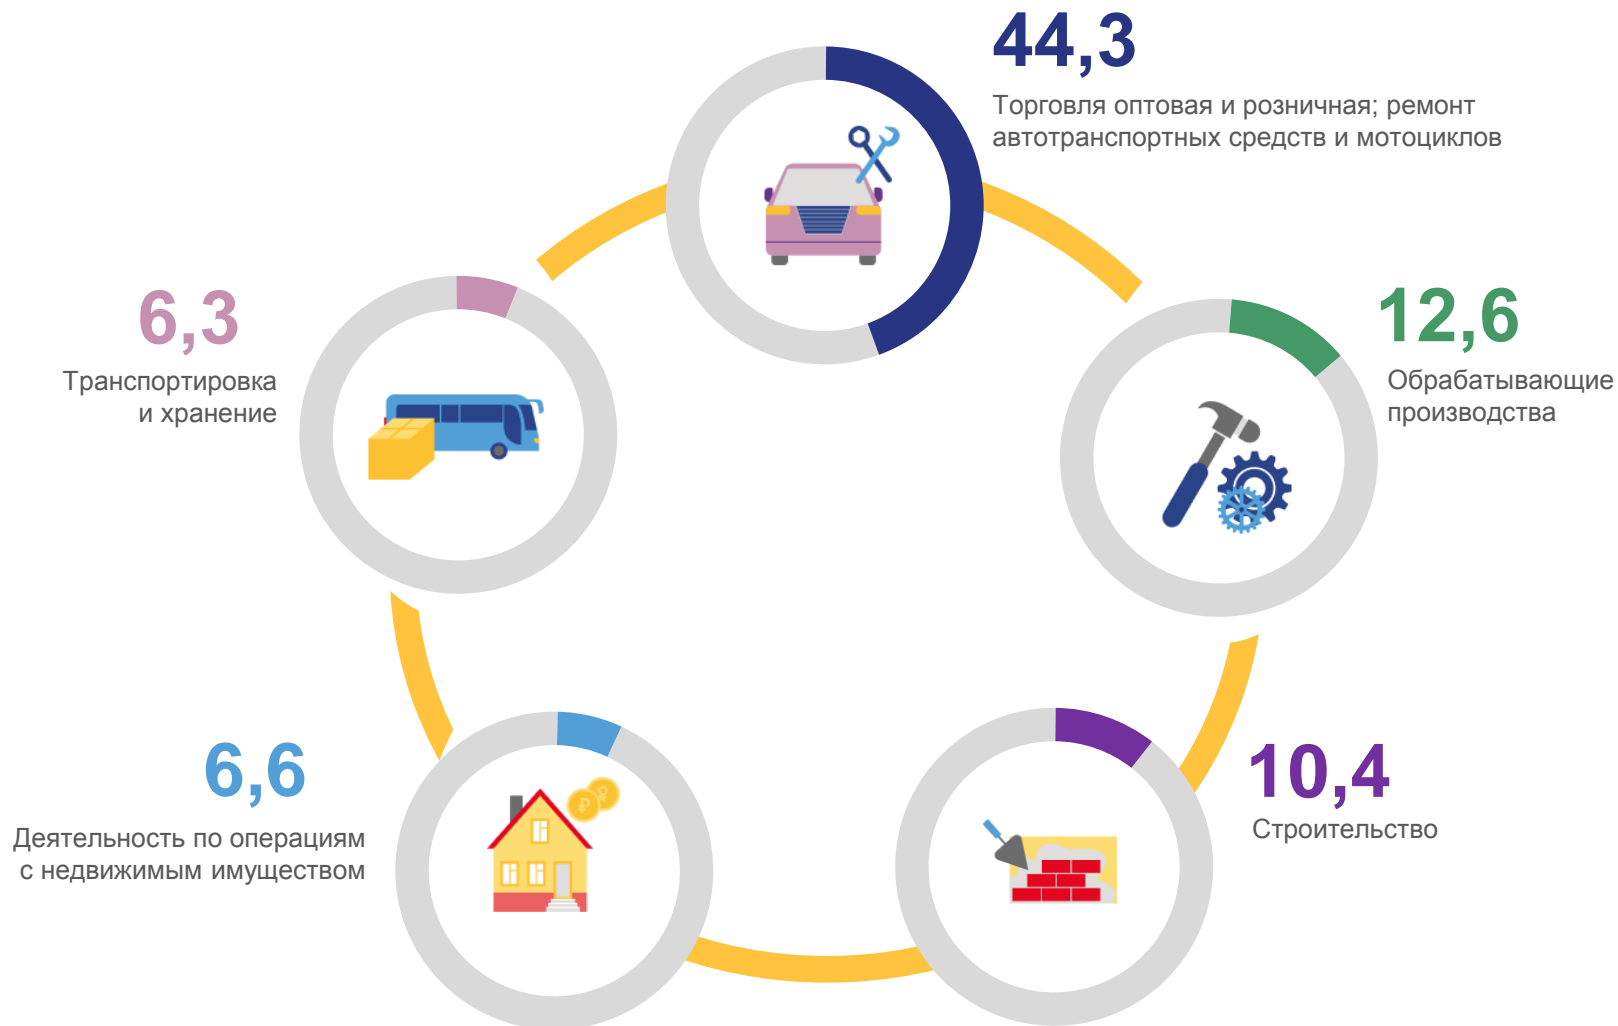 44,3
Торговля оптовая и розничная; ремонт
автотранспортных средств и мотоциклов
12,6
Обрабатывающие
производства
10,4
Строительство
6,6
Деятельность по операциям
с недвижимым имуществом
6,3
Транспортировка
и хранение
₽
₽